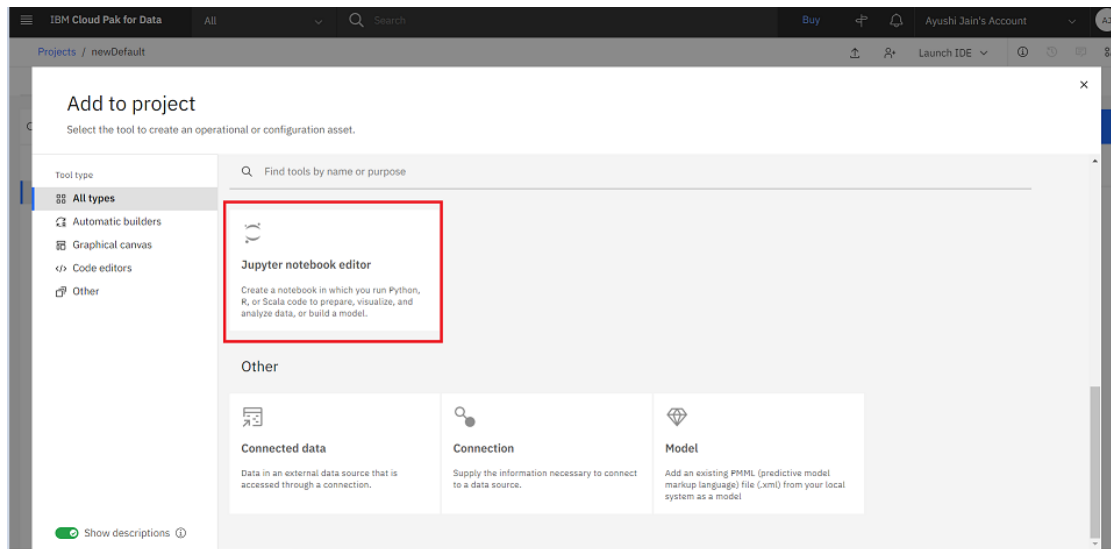 IBM Cloud Pak for Data All Search Buy Ayushi Jain's Account AJ
Projects / newDefault Launch IDE
Add to project
Select the tool to create an operational or configuration asset.
Tool type
All types
Automatic builders
Graphical canvas
Code editors
Other
Show descriptions
Find tools by name or purpose
Jupyter notebook editor
Create a notebook in which you run Python,
R, or Scala code to prepare, visualize, and
analyze data, or build a model.
Other
Connected data
Data in an external data source that is
accessed through a connection.
Connection
Supply the information necessary to connect
to a data source.
Model
Add an existing PMML (predictive model
markup language) file (.xml) from your local
system as a model